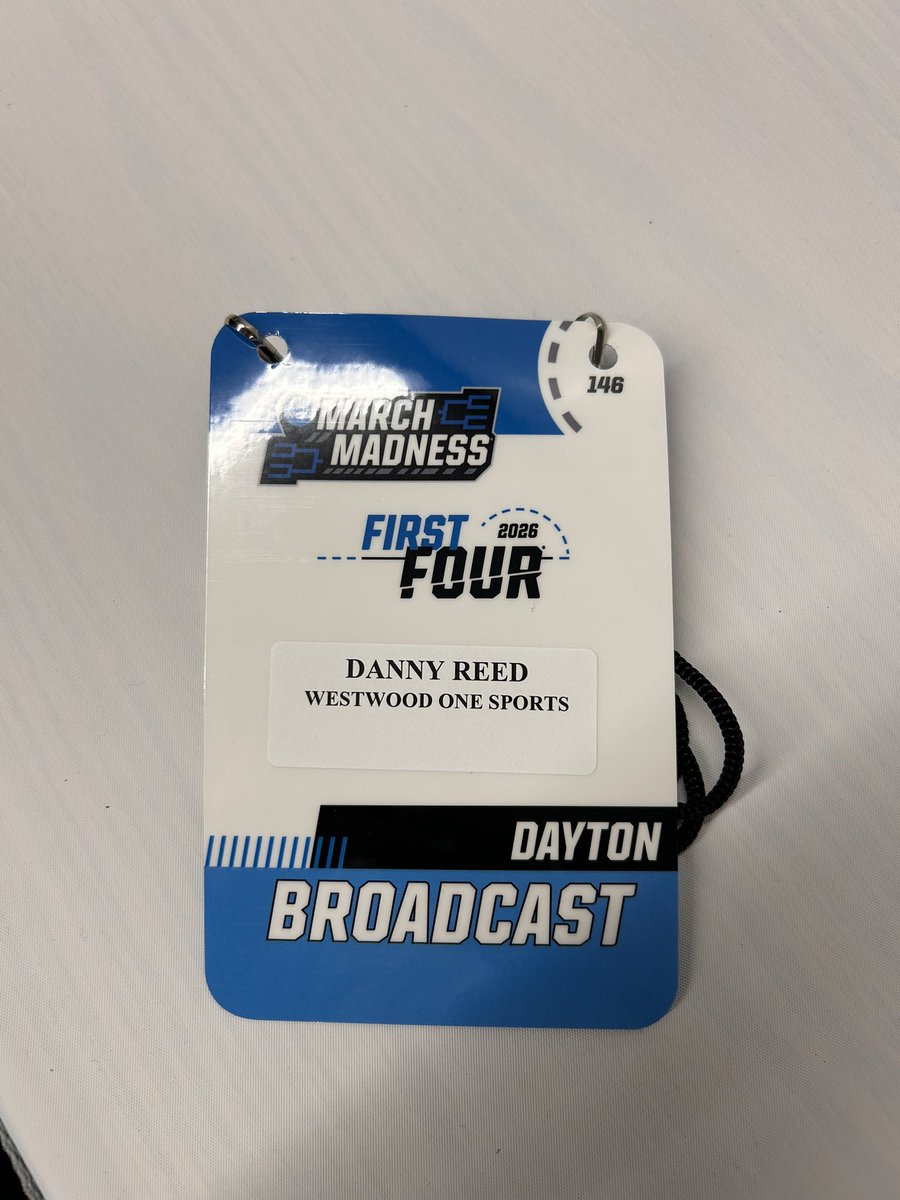 146
MARCH
MADNESS
FIRST
2026
FOUR
DANNY REED
WESTWOOD ONE SPORTS
DAYTON
BROADCAST